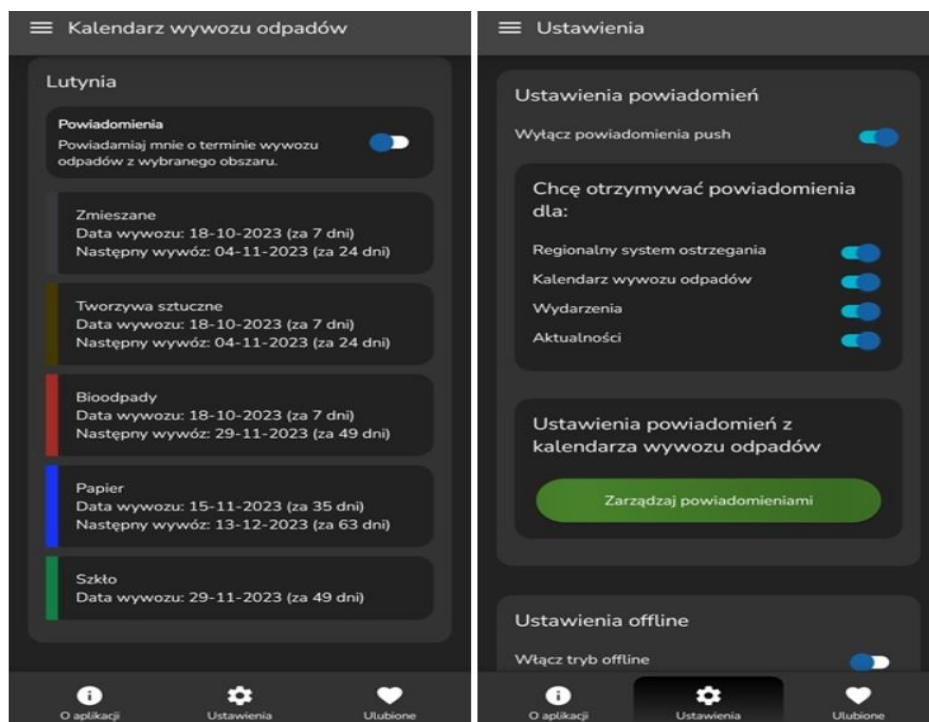 Kalendarz wywozu odpadów
Lutynia
Powiadomienia
Powiadamiaj mnie o terminie wywozu
odpadów z wybranego obszaru.
Zmieszane
Data wywozu: 18-10-2023 (za 7 dni)
Następny wywóz: 04-11-2023 (za 24 dni)
Tworzywa sztuczne
Data wywozu: 18-10-2023 (za 7 dni)
Następny wywóz: 04-11-2023 (za 24 dni)
Bioodpady
Data wywozu: 18-10-2023 (za 7 dni)
Następny wywóz: 29-11-2023 (za 49 dni)
Papier
Data wywozu: 15-11-2023 (za 35 dni)
Następny wywóz: 13-12-2023 (za 63 dni)
Szkło
Data wywozu: 29-11-2023 (za 49 dni)
O aplikacji
Ustawienia
Ulubione
Ustawienia
Ustawienia powiadomień
Wyłącz powiadomienia push
Chcę otrzymywać powiadomienia
dla:
Regionalny system ostrzegania
Kalendarz wywozu odpadów
Wydarzenia
Aktualności
Ustawienia powiadomień z
kalendarza wywozu odpadów
Zarządzaj powiadomieniami
Ustawienia offline
Włącz tryb offline
O aplikacji
Ustawienia
Ulubione